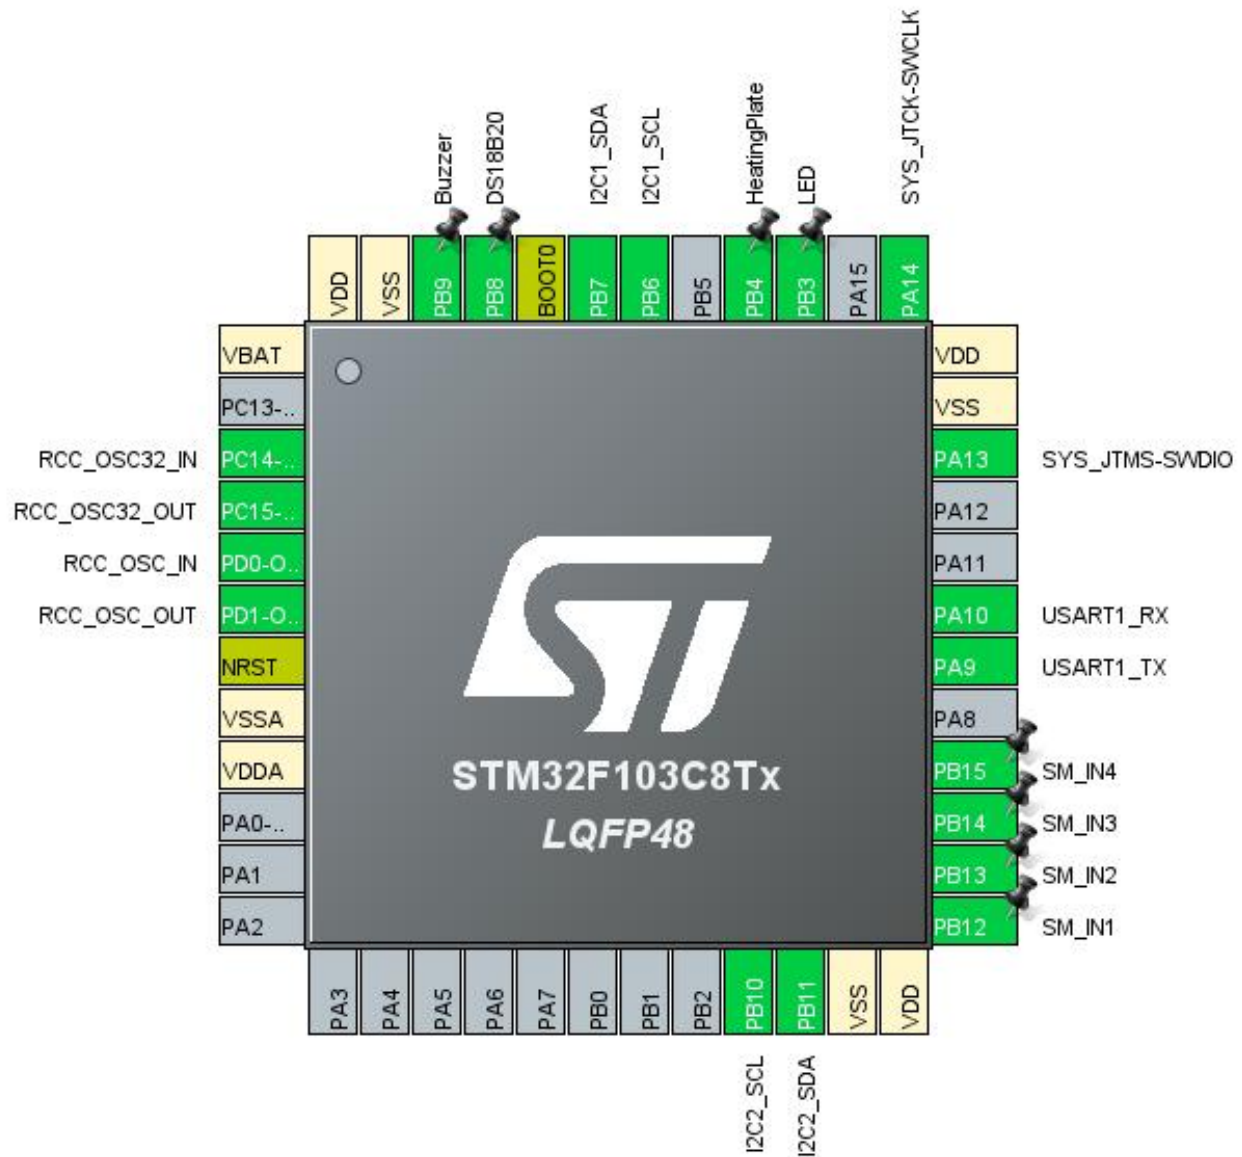 Buzzer
DS18B20
I2C1_SDA
I2C1_SCL
HeatingPlate
LED
SYS_JTCK-SWCLK
VDD
VSS
PB9
PB8
BOOT0
PB7
PB6
PB5
PB4
PB3
PA15
PA14
VBAT
PC13-..
RCC_OSC32_IN PC14-..
RCC_OSC32_OUT PC15-..
RCC_OSC_IN PD0-O..
RCC_OSC_OUT PD1-O..
NRST
VSSA
VDDA
PA0-..
PA1
PA2
ST
STM32F103C8Tx
LQFP48
VDD
VSS
PA13 SYS_JTMS-SWDIO
PA12
PA11
PA10 USART1_RX
PA9 USART1_TX
PA8
PB15 SM_IN4
PB14 SM_IN3
PB13 SM_IN2
PB12 SM_IN1
PA3
PA4
PA5
PA6
PA7
PB0
PB1
PB2
PB10
PB11
VSS
VDD
I2C2_SCL
I2C2_SDA